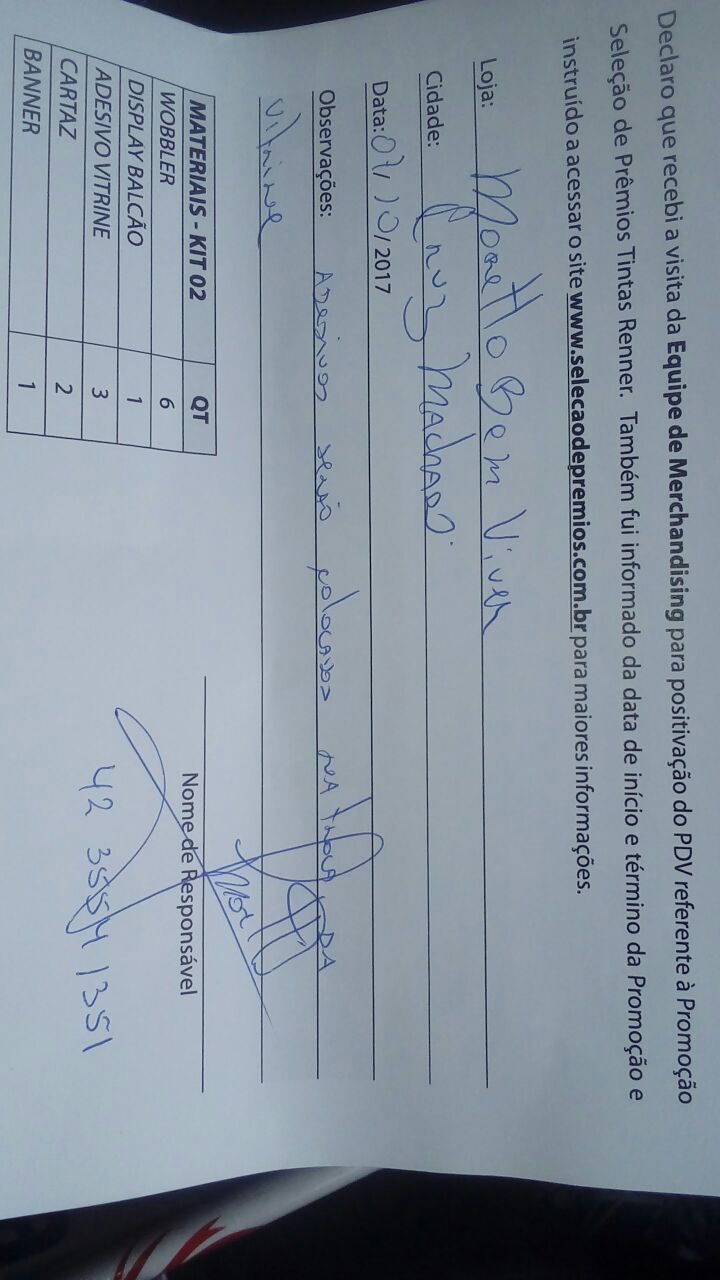 Declaro que recebi a visita da Equipe de Merchandising para positivação do PDV referente à Promoção
Seleção de Prêmios Tintas Renner. Também fui informado da data de início e término da Promoção e
instruído a acessar o site www.selecaodepremios.com.br para maiores informações.
Loja: Moretto Bem Viver
Cidade: Cruz Machado.
Data: /10/2017
Observações: Adesivos serão colocados na troca DA
vitrine
MATERIAIS - KIT 02 QT
WOBBLER 6
DISPLAY BALCÃO 1
ADESIVO VITRINE 3
CARTAZ 2
BANNER 1
Nome de Responsável
42 3554 1351